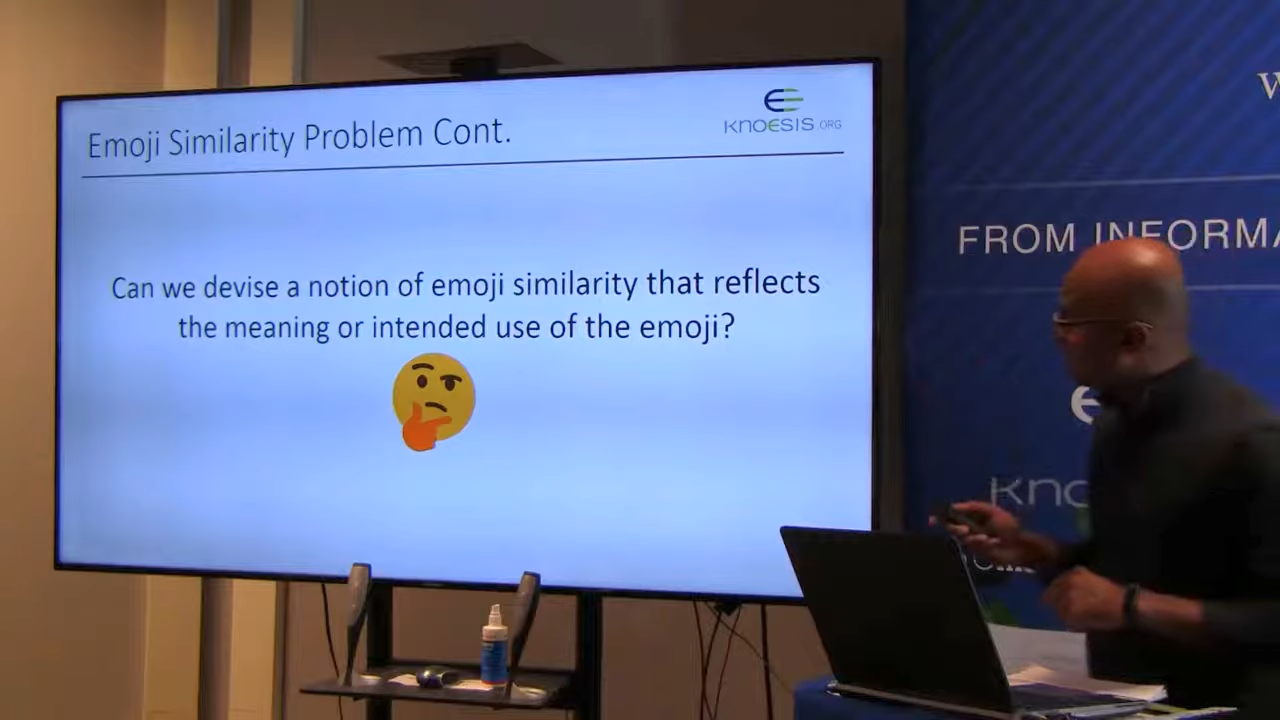 Emoji Similarity Problem Cont.
KNOESIS.ORG
Can we devise a notion of emoji similarity that reflects
the meaning or intended use of the emoji?
W
FROM INFORMA
Kno